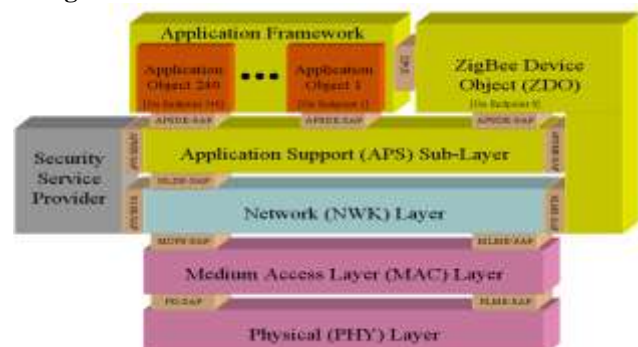 Application Framework
Application
Object 240
Application
Object 1
ZigBee Device
Object (ZDO)
APSDE-SAP
APSDE-SAP
APSDE-SAP
Security
Service
Provider
Application Support (APS) Sub-Layer
NLDE-SAP
Network (NWK) Layer
MLME-SAP
Medium Access Layer (MAC) Layer
PD-SAP
PLME-SAP
Physical (PHY) Layer